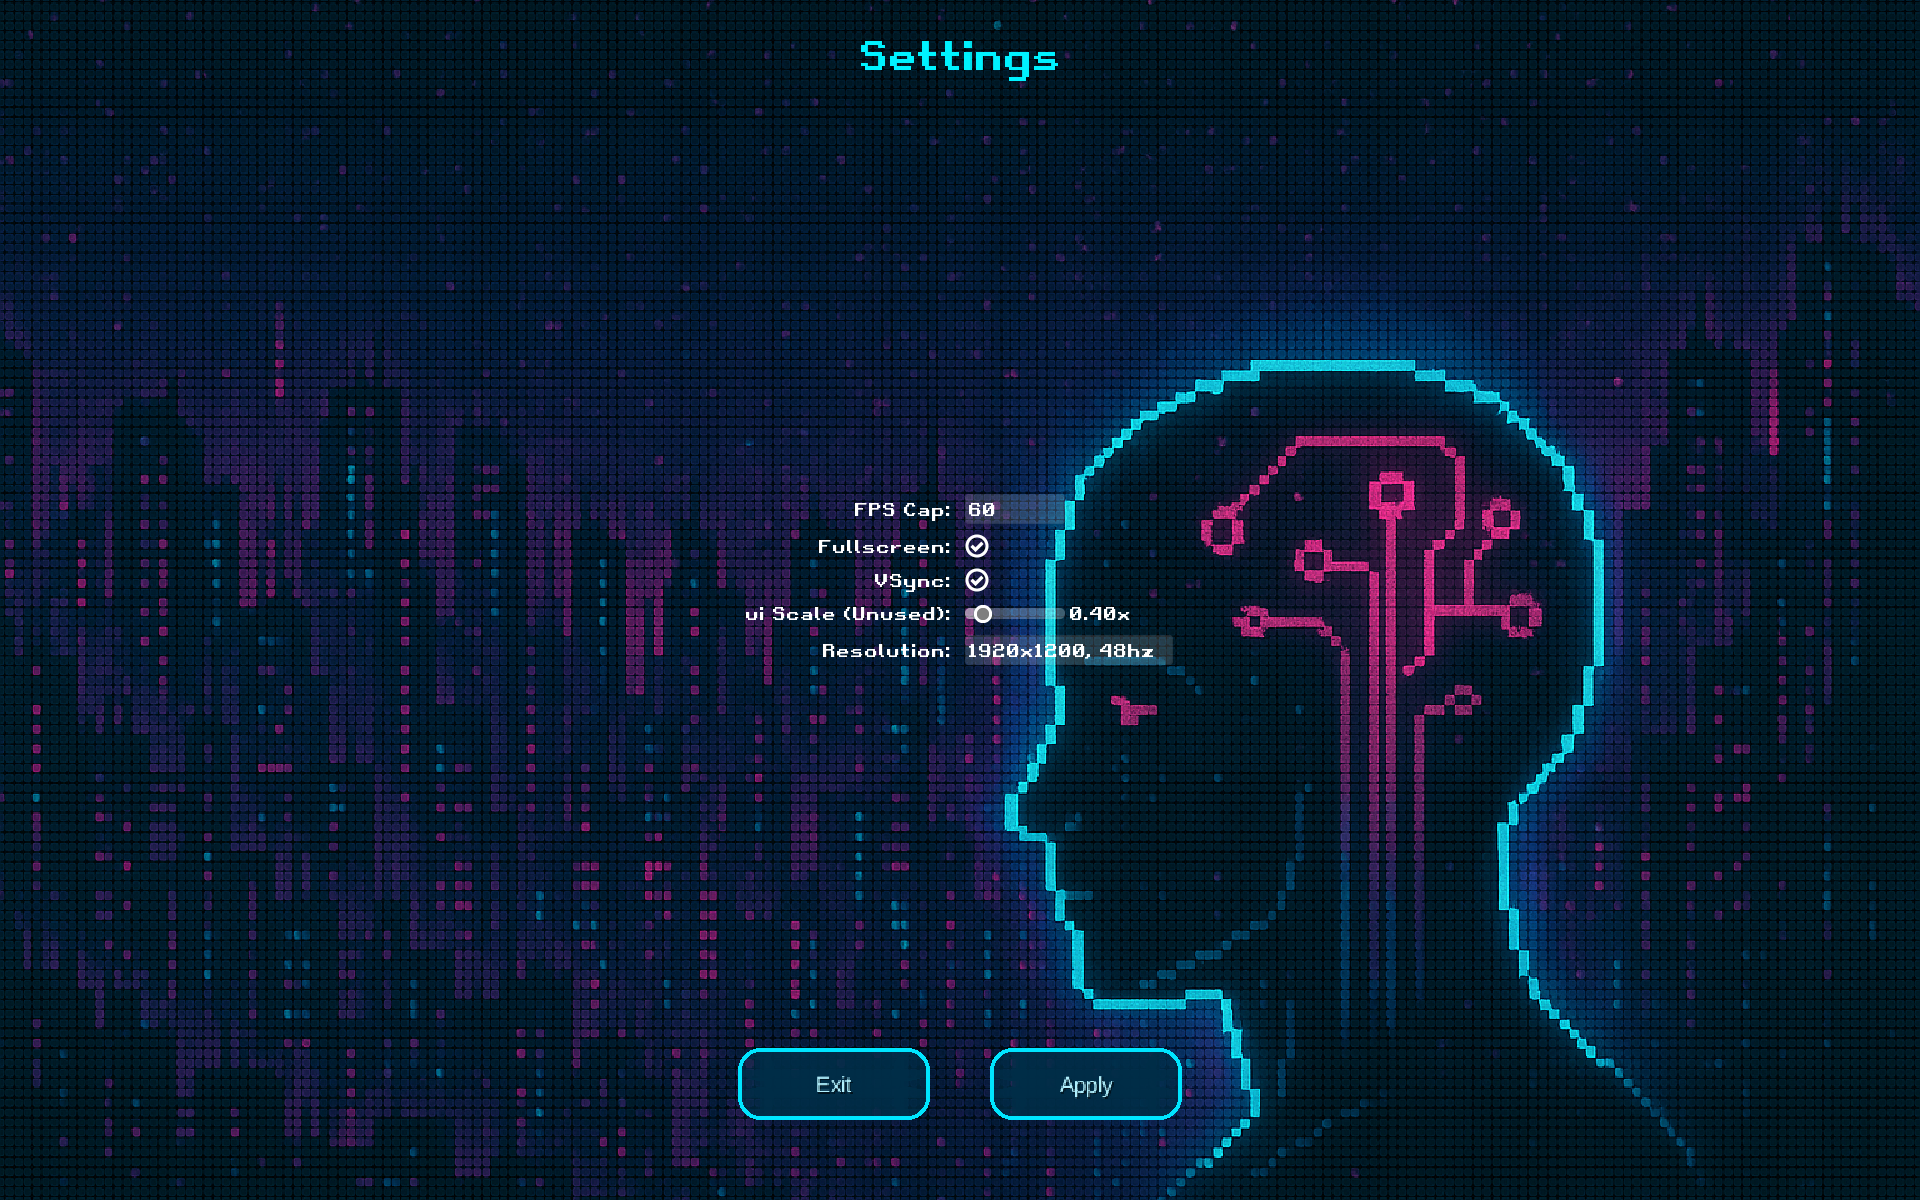 Settings
FPS Cap: 60
Fullscreen:
VSync:
ui Scale (Unused): 0.40x
Resolution: 1920x1200, 48hz
Exit Apply